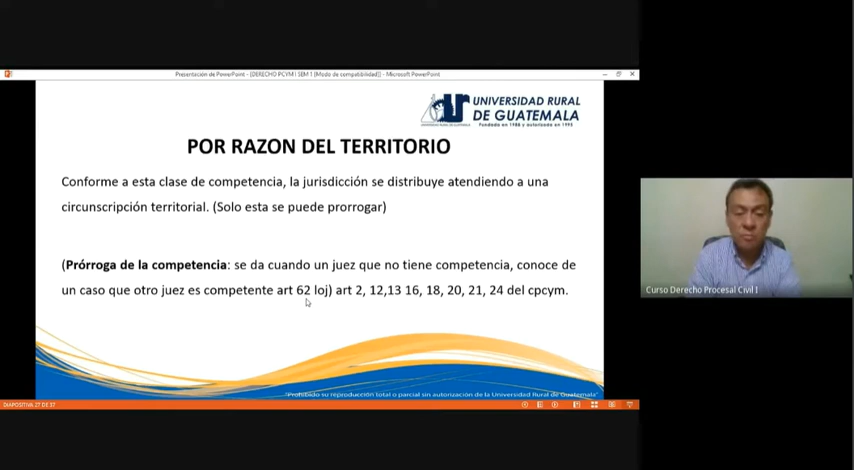 Presentación de PowerPoint - [DERECHO PCYM I SEM 1 [Modo de compatibilidad]] - Microsoft PowerPoint
UNIVERSIDAD RURAL
DE GUATEMALA
Fundada en 1988 y autorizada en 1995
POR RAZON DEL TERRITORIO
Conforme a esta clase de competencia, la jurisdicción se distribuye atendiendo a una
circunscripción territorial. (Solo esta se puede prorrogar)
(Prórroga de la competencia: se da cuando un juez que no tiene competencia, conoce de
un caso que otro juez es competente art 62 loj) art 2, 12,13 16, 18, 20, 21, 24 del cpcym.
"Prohibido su reproducción total o parcial sin autorización de la Universidad Rural de Guatemala"
DIAPOSITIVA 27 DE 37
Curso Derecho Procesal Civil I